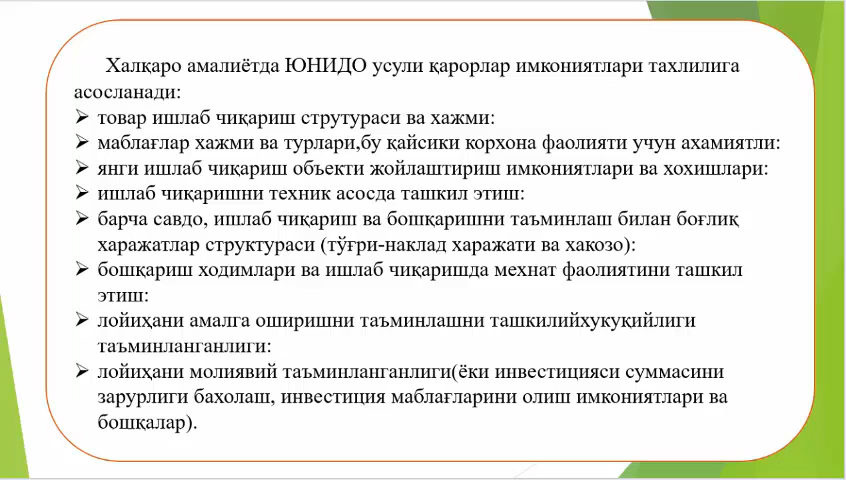 Халқаро амалиётда ЮНИДО усули қарорлар имкониятлари тахлилига
асосланади:
➢ товар ишлаб чиқариш струтураси ва хажми:
➢ маблағлар хажми ва турлари,бу қайсики корхона фаолияти учун ахамиятли:
➢ янги ишлаб чиқариш объекти жойлаштириш имкониятлари ва хохишлари:
➢ ишлаб чиқаришни техник асосда ташкил этиш:
➢ барча савдо, ишлаб чиқариш ва бошқаришни таъминлаш билан боғлиқ
харажатлар структураси (тўғри-наклад харажати ва хакозо):
➢ бошқариш ходимлари ва ишлаб чиқаришда мехнат фаолиятини ташкил
этиш:
➢ лойиҳани амалга оширишни таъминлашни ташкилийхукуқийлиги
таъминланганлиги:
➢ лойиҳани молиявий таъминланганлиги(ёки инвестицияси суммасини
зарурлиги бахолаш, инвестиция маблағларини олиш имкониятлари ва
бошқалар).